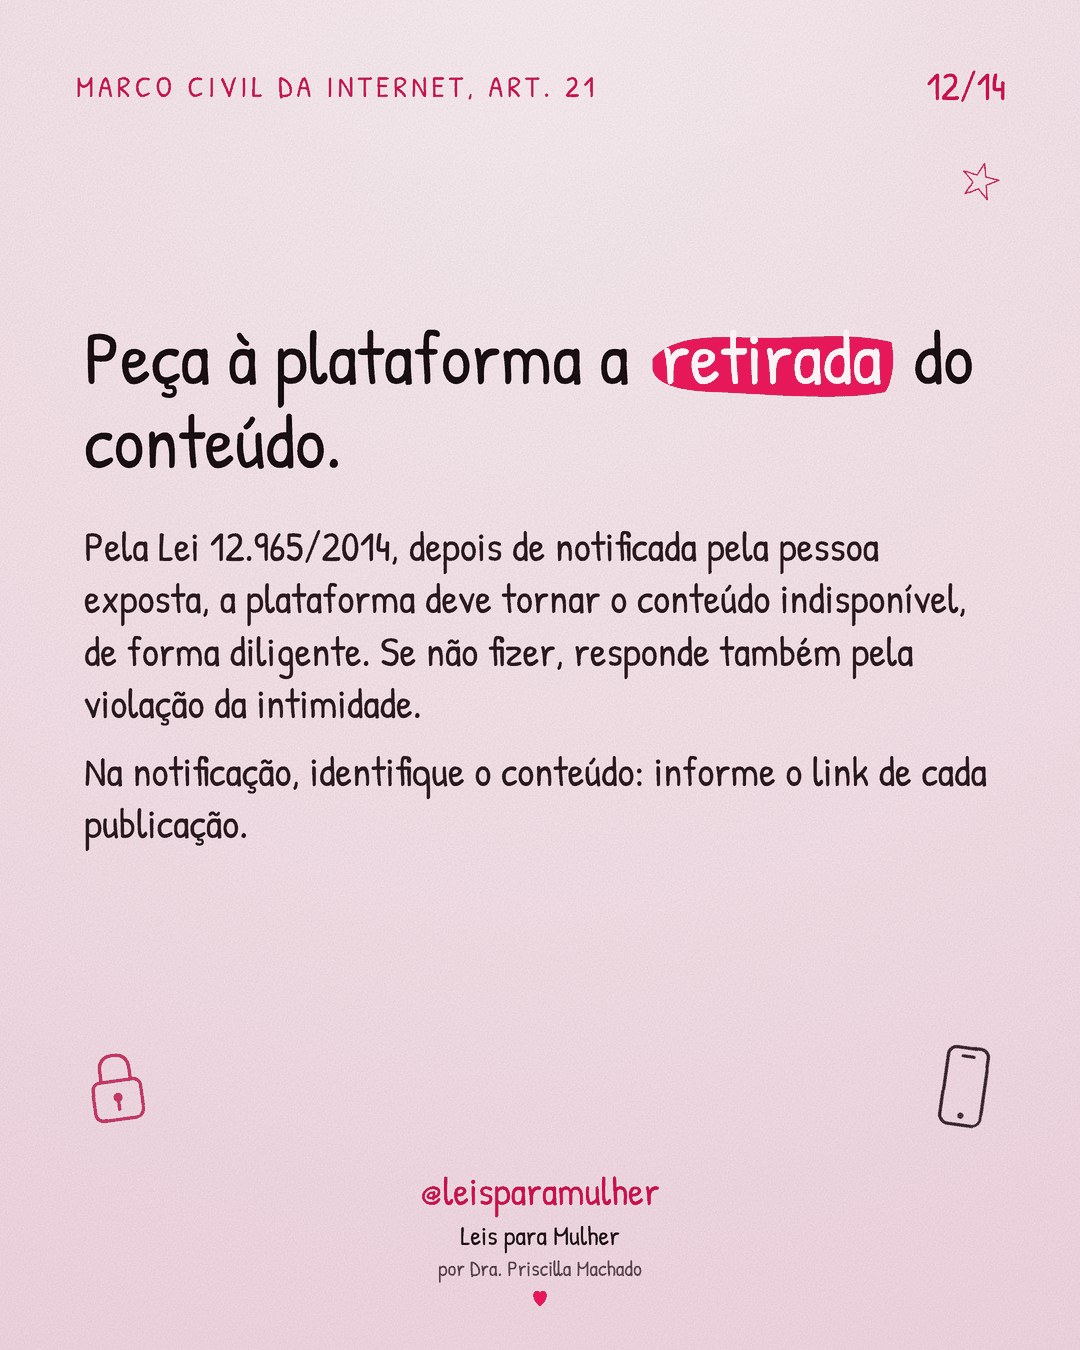 MARCO CIVIL DA INTERNET, ART. 21
12/14
Peça à plataforma a retirada do
conteúdo.
Pela Lei 12.965/2014, depois de notificada pela pessoa
exposta, a plataforma deve tornar o conteúdo indisponível,
de forma diligente. Se não fizer, responde também pela
violação da intimidade.
Na notificação, identifique o conteúdo: informe o link de cada
publicação.
@leisparamulher
Leis para Mulher
por Dra. Priscilla Machado